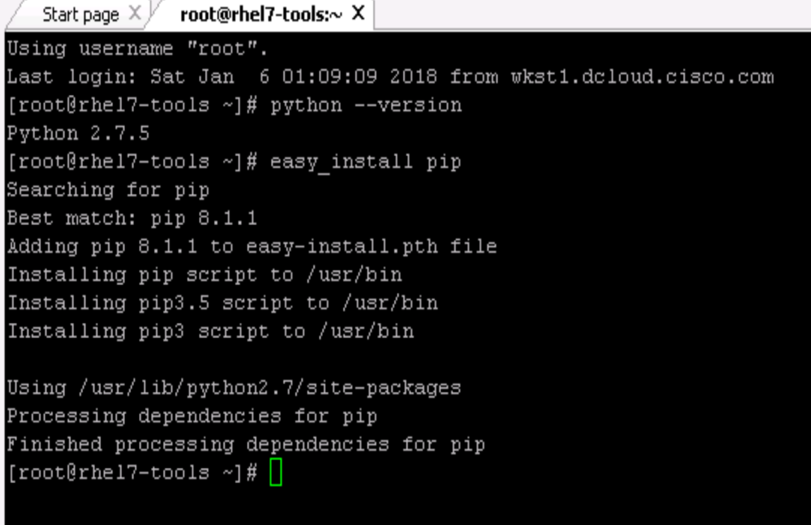 Start page X root@rhel7-tools:~ X
Using username "root".
Last login: Sat Jan  6 01:09:09 2018 from wkst1.dcloud.cisco.com
[root@rhel7-tools ~]# python --version
Python 2.7.5
[root@rhel7-tools ~]# easy_install pip
Searching for pip
Best match: pip 8.1.1
Adding pip 8.1.1 to easy-install.pth file
Installing pip script to /usr/bin
Installing pip3.5 script to /usr/bin
Installing pip3 script to /usr/bin

Using /usr/lib/python2.7/site-packages
Processing dependencies for pip
Finished processing dependencies for pip
[root@rhel7-tools ~]#